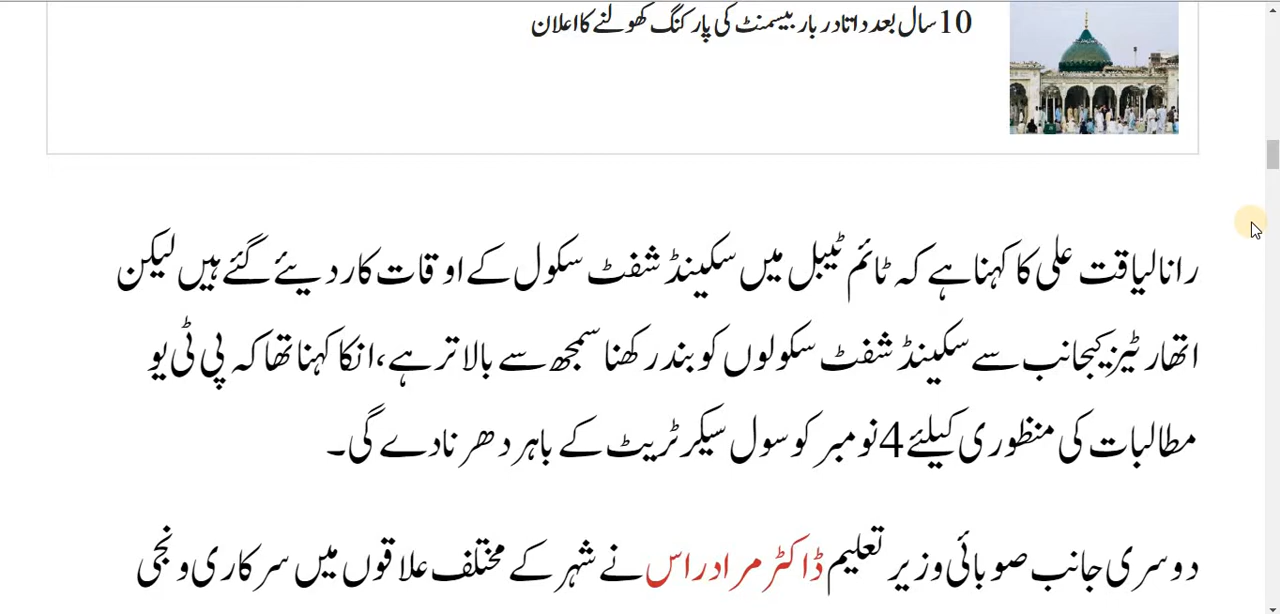 10 سال بعد داتا دربار بیسمنٹ کی پارکنگ کھولنے کا اعلان
رانا لیاقت علی کا کہنا ہے کہ ٹائم ٹیبل میں سکینڈ شفٹ سکول کے اوقات کار دیئے گئے ہیں لیکن
اتھارٹیز کیجانب سے سکینڈ شفٹ سکولوں کو بند رکھنا سمجھ سے بالاتر ہے، انکا کہنا تھا کہ پی ٹی یو
مطالبات کی منظوری کیلئے 4 نومبر کو سول سیکرٹریٹ کے باہر دھرنا دے گی۔
دوسری جانب صوبائی وزیر تعلیم ڈاکٹر مراد راس نے شہر کے مختلف علاقوں میں سرکاری و نجی